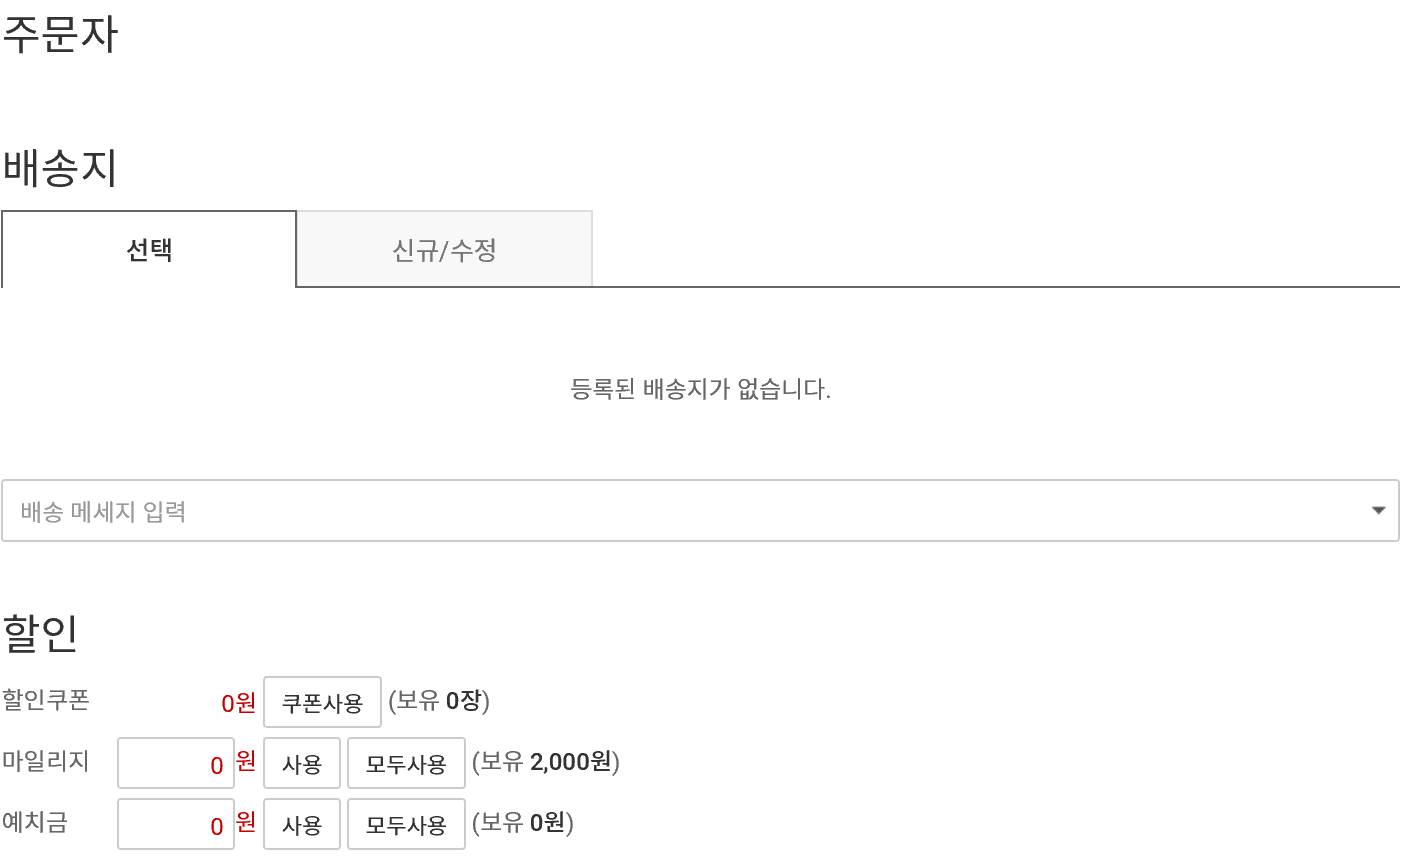 주문자
배송지
선택 신규/수정
등록된 배송지가 없습니다.
배송 메세지 입력
할인
할인쿠폰 0원 쿠폰사용 (보유 0장)
마일리지 0 원 사용 모두사용 (보유 2,000원)
예치금 0 원 사용 모두사용 (보유 0원)